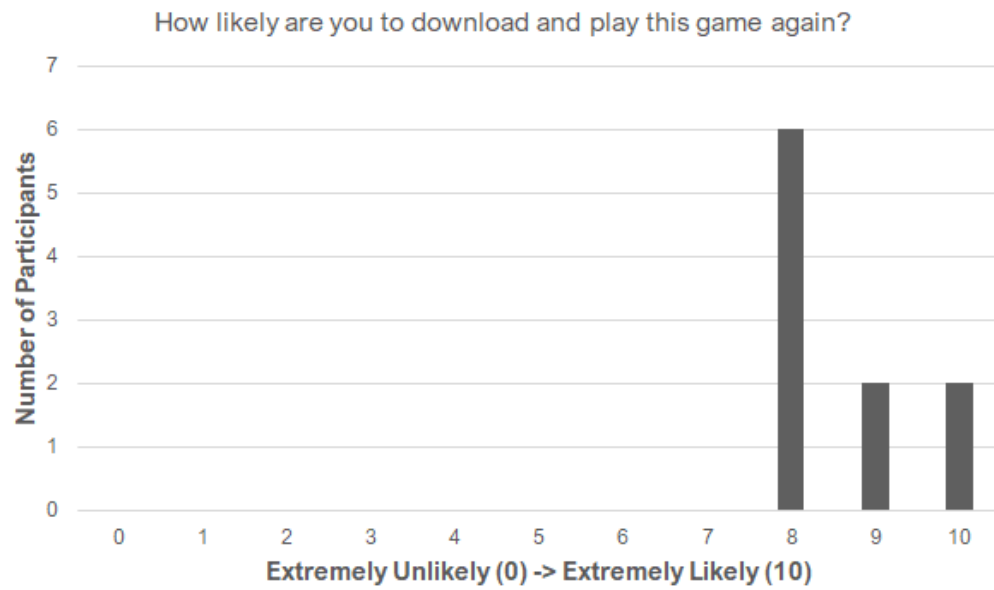 How likely are you to download and play this game again?
7
6
5
4
3
2
1
0
Number of Participants
0 1 2 3 4 5 6 7 8 9 10
Extremely Unlikely (0) -> Extremely Likely (10)